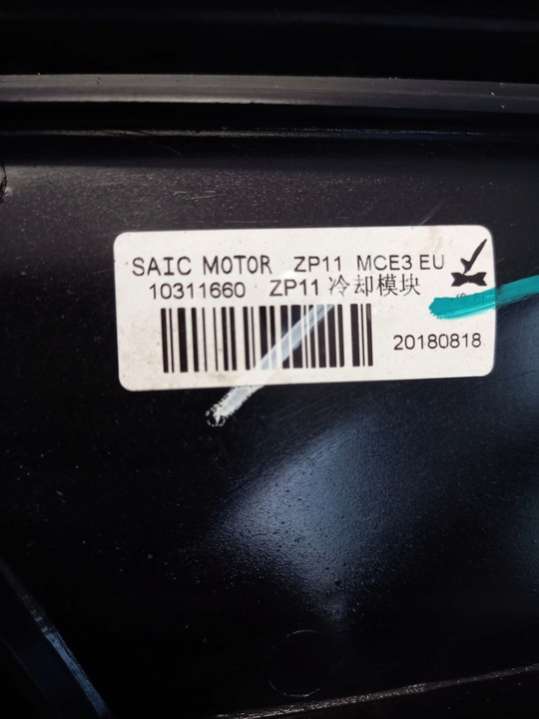 SAIC MOTOR ZP11 MCE3 EU
10311660 ZP11 冷却模块
20180818